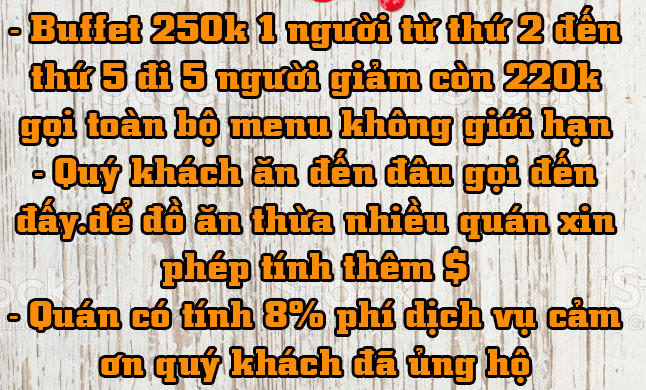 - Buffet 250k 1 người từ thứ 2 đến
thứ 5 đi 5 người giảm còn 220k
gọi toàn bộ menu không giới hạn
- Quý khách ăn đến đâu gọi đến
đấy.để đồ ăn thừa nhiều quán xin
phép tính thêm $
- Quán có tính 8% phí dịch vụ cảm
ơn quý khách đã ủng hộ